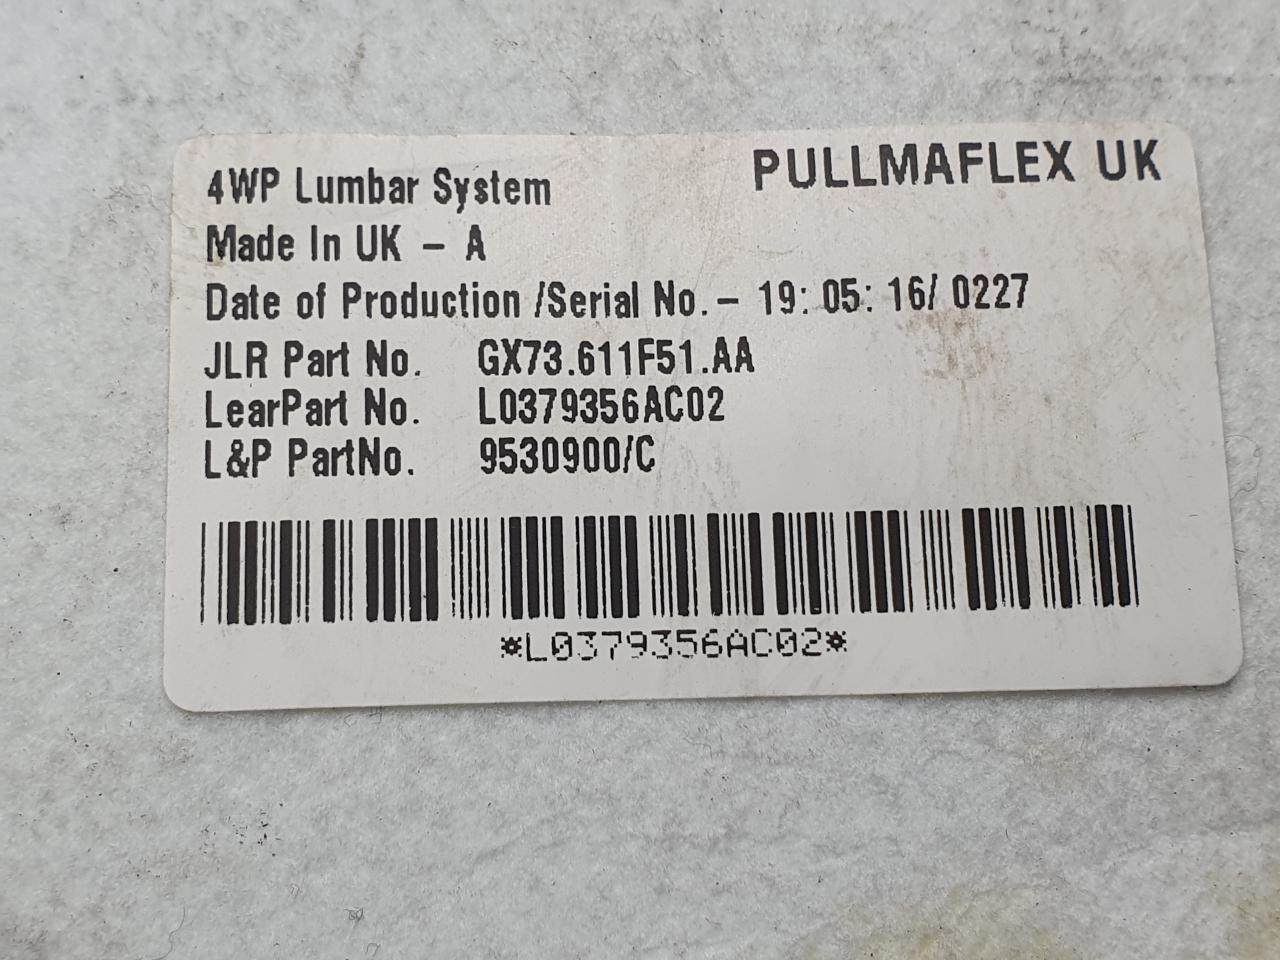 PULLMAFLEX UK
4WP Lumbar System
Made In UK - A
Date of Production /Serial No.- 19: 05: 16/ 0227
JLR Part No. GX73.611F51.AA
LearPart No. L0379356AC02
L&P PartNo. 9530900/C
*L0379356AC02*